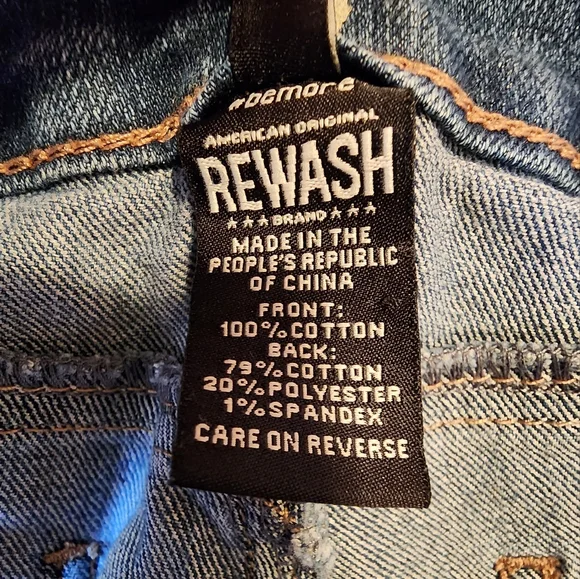 #bemore
AMERICAN ORIGINAL
REWASH
★★★ BRAND ★★★
MADE IN THE
PEOPLE'S REPUBLIC
OF CHINA
FRONT:
100% COTTON
BACK:
79% COTTON
20% POLYESTER
1% SPANDEX
CARE ON REVERSE